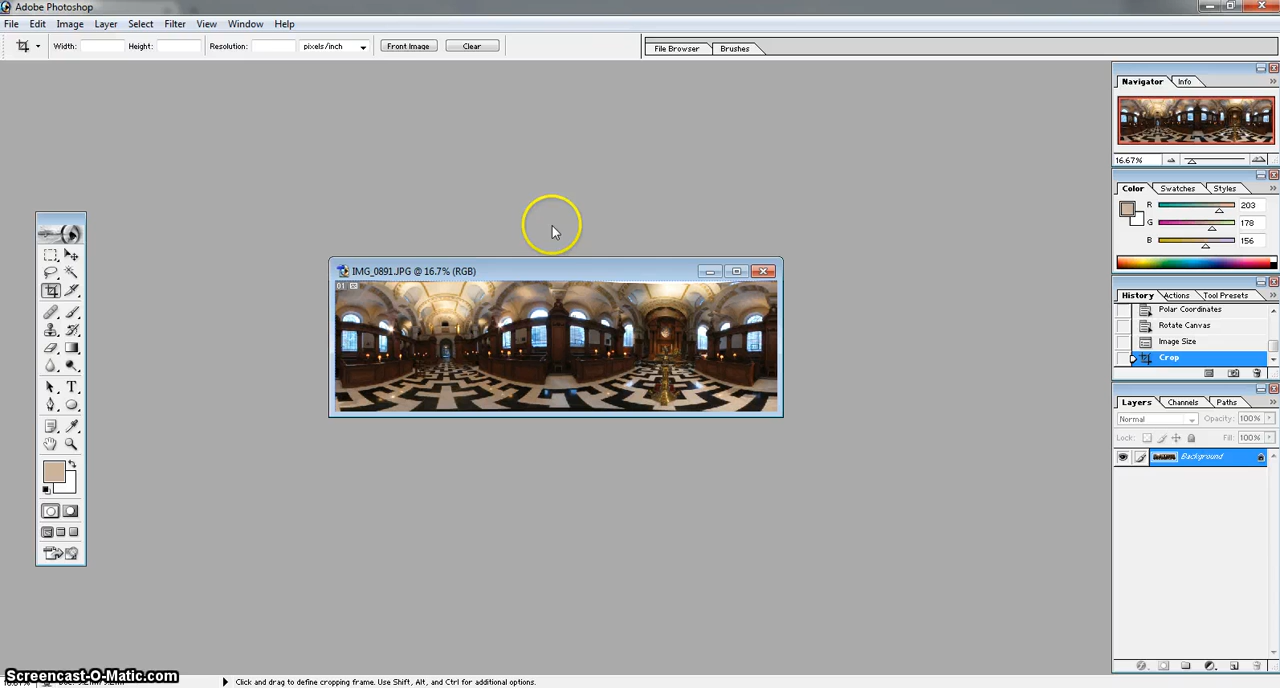 Adobe Photoshop
File Edit Image Layer Select Filter View Window Help
Width: Height: Resolution: pixels/inch Front Image Clear File Browser Brushes
Navigator Info
16.67%
Color Swatches Styles
R 203
G 178
B 156
IMG_0891.JPG @ 16.7% (RGB)
01
History Actions Tool Presets
Polar Coordinates
Rotate Canvas
Image Size
Crop
Layers Channels Paths
Normal Opacity: 100%
Lock: Fill: 100%
Background
T
Screencast-O-Matic.com
Click and drag to define cropping frame. Use Shift, Alt, and Ctrl for additional options.